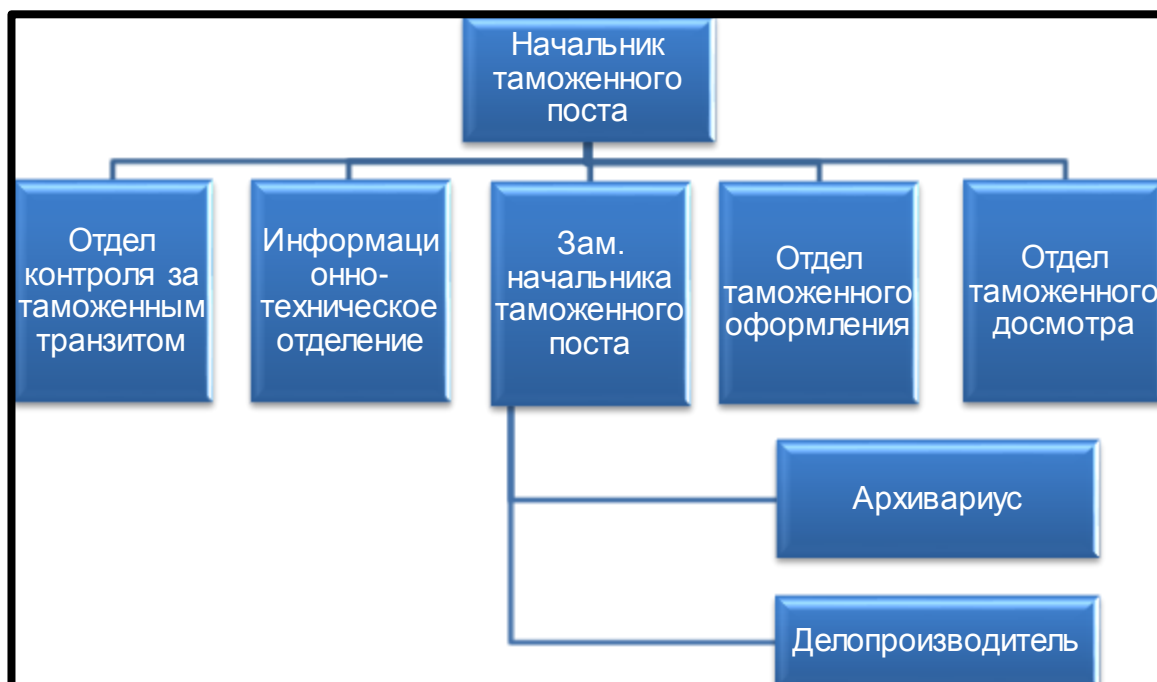 Начальник
таможенного
поста
Отдел
контроля за
таможенным
транзитом
Информаци
онно-
техническое
отделение
Зам.
начальника
таможенного
поста
Отдел
таможенного
оформления
Отдел
таможенного
досмотра
Архивариус
Делопроизводитель